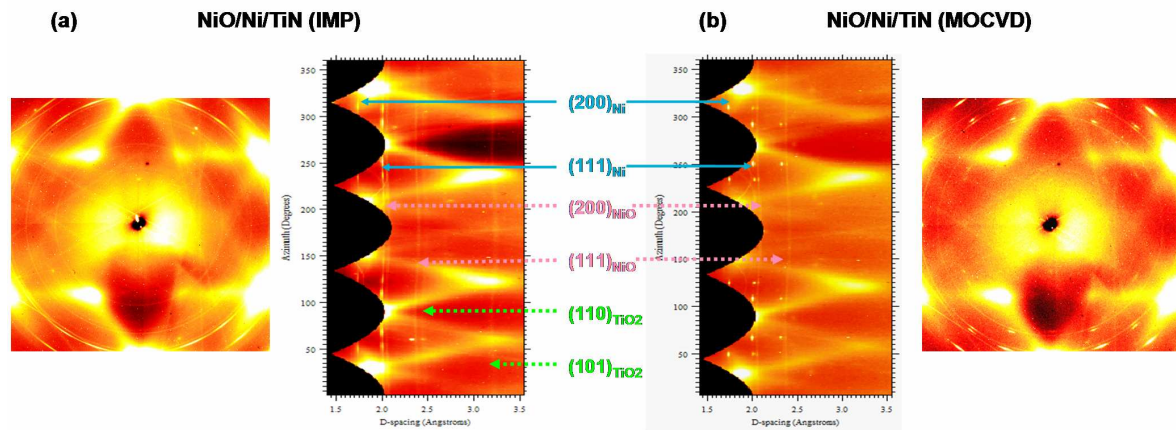 (a) NiO/Ni/TiN (IMP)
(b) NiO/Ni/TiN (MOCVD)
350
300
250
200
150
100
50
Azimuth (Degrees)
1.5 2.0 2.5 3.0 3.5
D-spacing (Angstroms)
(200)Ni
(111)Ni
(200)NiO
(111)NiO
(110)TiO2
(101)TiO2
350
300
250
200
150
100
50
Azimuth (Degrees)
1.5 2.0 2.5 3.0 3.5
D-spacing (Angstroms)